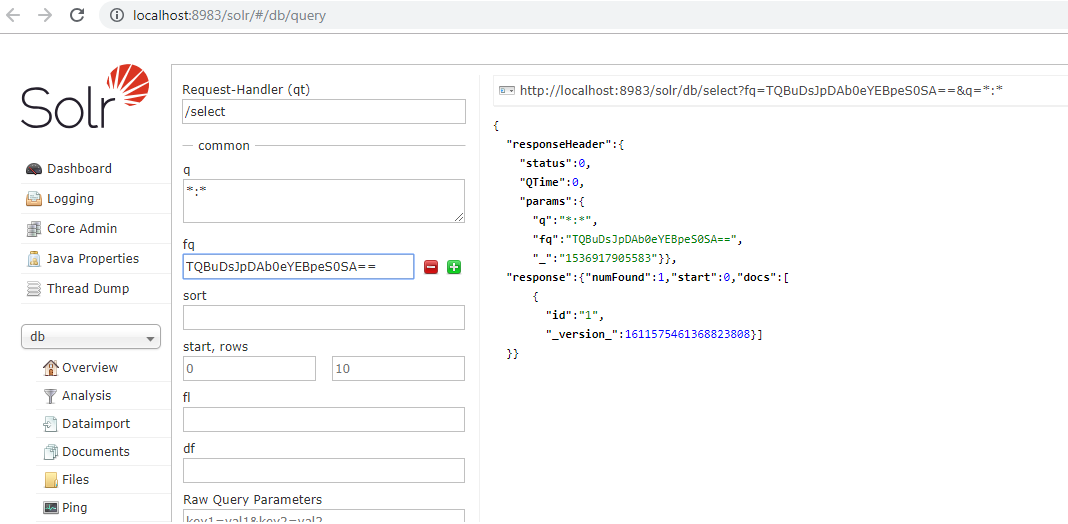 localhost:8983/solr/#/db/query
Solr
Dashboard
Logging
Core Admin
Java Properties
Thread Dump
db
Overview
Analysis
Dataimport
Documents
Files
Ping
Request-Handler (qt)
/select
common
q
*:*
fq
TQBuDsJpDAb0eYEBpeS0SA==
sort
start, rows
0
10
fl
df
Raw Query Parameters
key1=val1&key2=val2
http://localhost:8983/solr/db/select?fq=TQBuDsJpDAb0eYEBpeS0SA==&q=*:*
{
"responseHeader":{
"status":0,
"QTime":0,
"params":{
"q":"*:*",
"fq":"TQBuDsJpDAb0eYEBpeS0SA==",
"_":"1536917905583"}},
"response":{"numFound":1,"start":0,"docs":[
{
"id":"1",
"_version_":1611575461368823808}]
}}